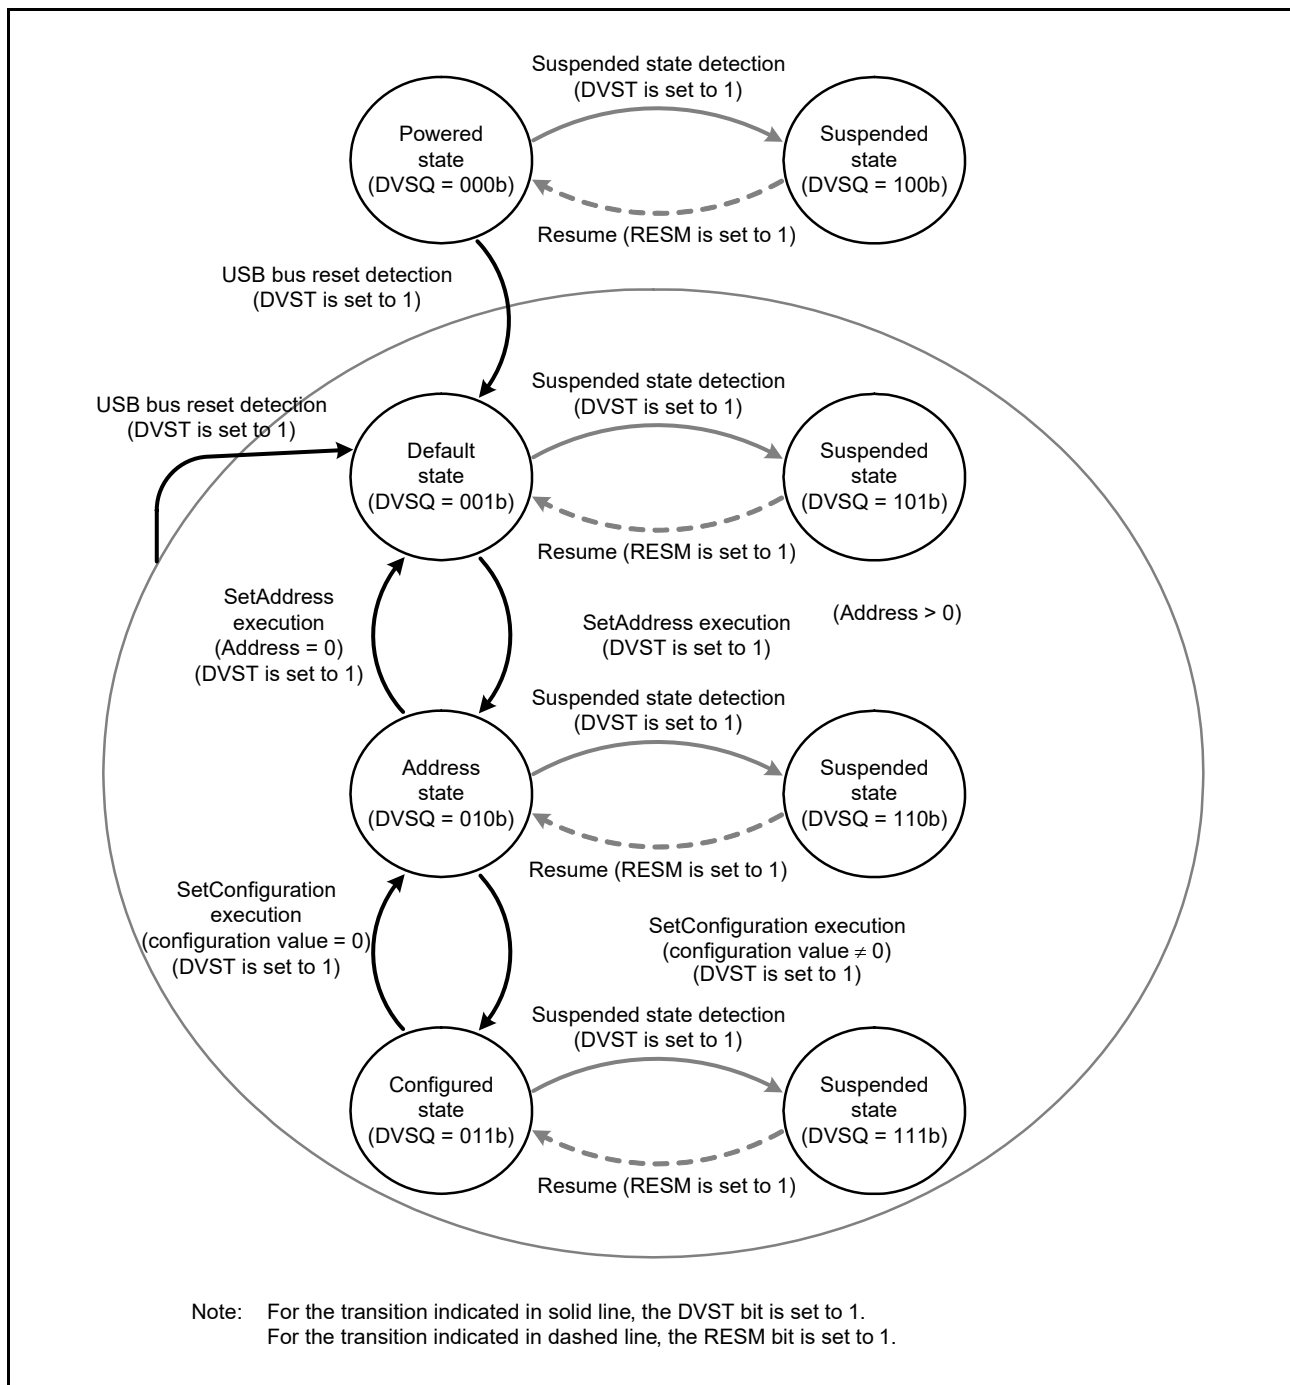 Suspended state detection
(DVST is set to 1)
Powered
state
(DVSQ = 000b)
Suspended
state
(DVSQ = 100b)
Resume (RESM is set to 1)
USB bus reset detection
(DVST is set to 1)
USB bus reset detection
(DVST is set to 1)
Suspended state detection
(DVST is set to 1)
Default
state
(DVSQ = 001b)
Suspended
state
(DVSQ = 101b)
Resume (RESM is set to 1)
SetAddress
execution
(Address = 0)
(DVST is set to 1)
SetAddress execution
(DVST is set to 1)
(Address > 0)
Suspended state detection
(DVST is set to 1)
Address
state
(DVSQ = 010b)
Suspended
state
(DVSQ = 110b)
Resume (RESM is set to 1)
SetConfiguration
execution
(configuration value = 0)
(DVST is set to 1)
SetConfiguration execution
(configuration value ≠ 0)
(DVST is set to 1)
Suspended state detection
(DVST is set to 1)
Configured
state
(DVSQ = 011b)
Suspended
state
(DVSQ = 111b)
Resume (RESM is set to 1)
Note: For the transition indicated in solid line, the DVST bit is set to 1.
For the transition indicated in dashed line, the RESM bit is set to 1.